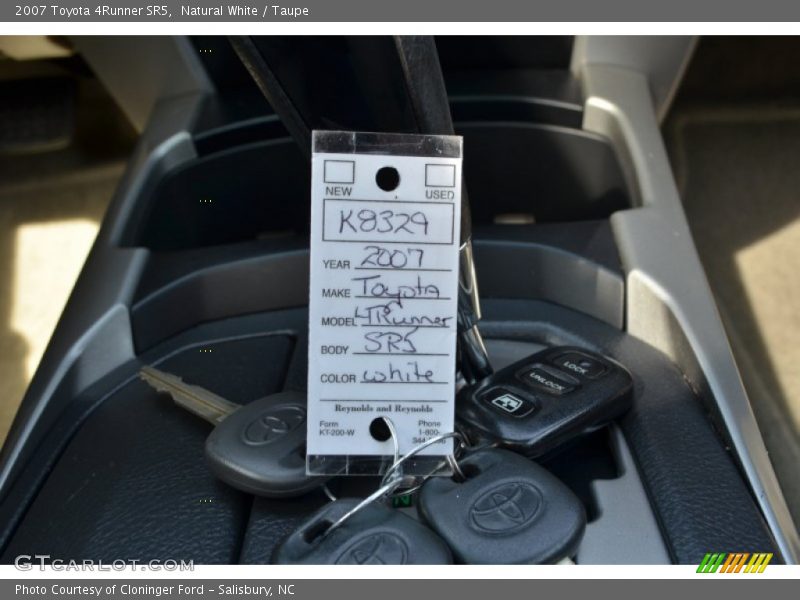 2007 Toyota 4Runner SR5, Natural White / Taupe
NEW USED
K8329
YEAR 2007
MAKE Toyota
MODEL 4Runner
BODY SR5
COLOR white
Reynolds and Reynolds
Form Phone
KT-200-W 1-800-
LOCK
UNLOCK
GTCarLot.com
Photo Courtesy of Cloninger Ford - Salisbury, NC